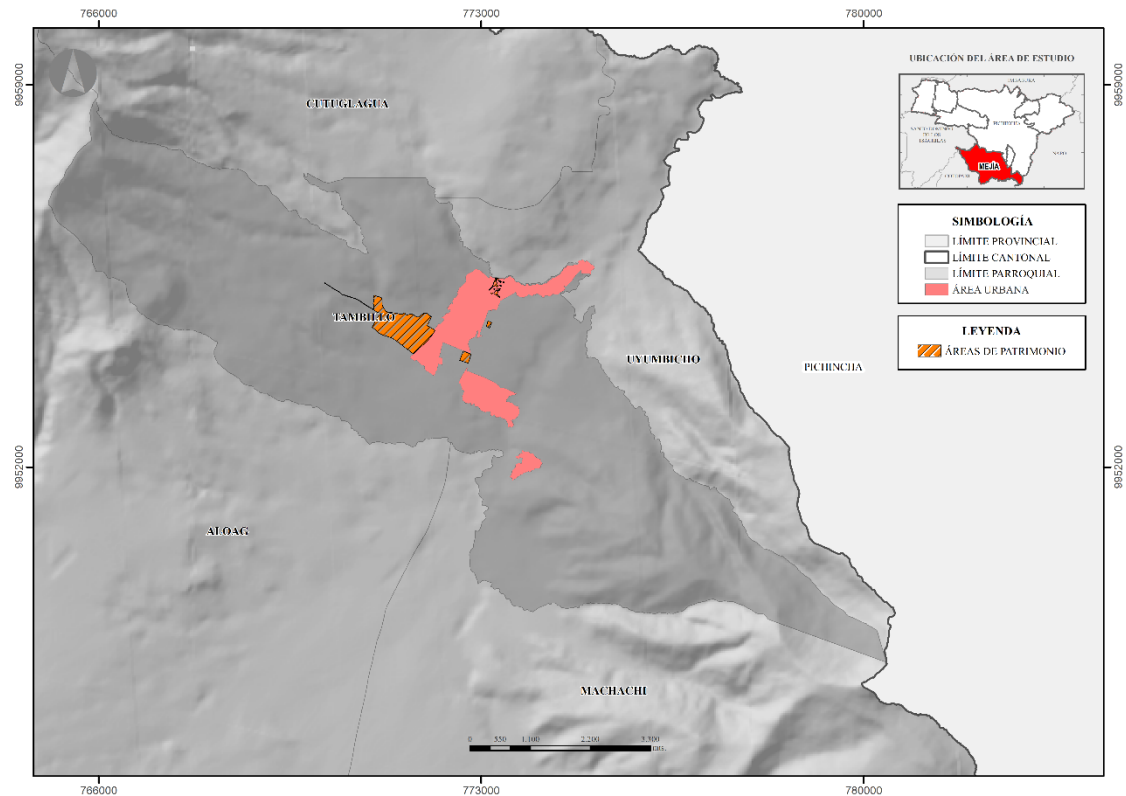 766000
773000
780000
9959000
9959000
UBICACIÓN DEL ÁREA DE ESTUDIO
CUTUGLAGUA
PICHINCHA
NAPO
MEJÍA
SIMBOLOGÍA
LÍMITE PROVINCIAL
LÍMITE CANTONAL
LÍMITE PARROQUIAL
ÁREA URBANA
TAMBILLO
LEYENDA
ÁREAS DE PATRIMONIO
UYUMBICHO
PICHINCHA
9952000
9952000
ALOAG
MACHACHI
0 550 1.100 2.200 3.300
766000
773000
780000